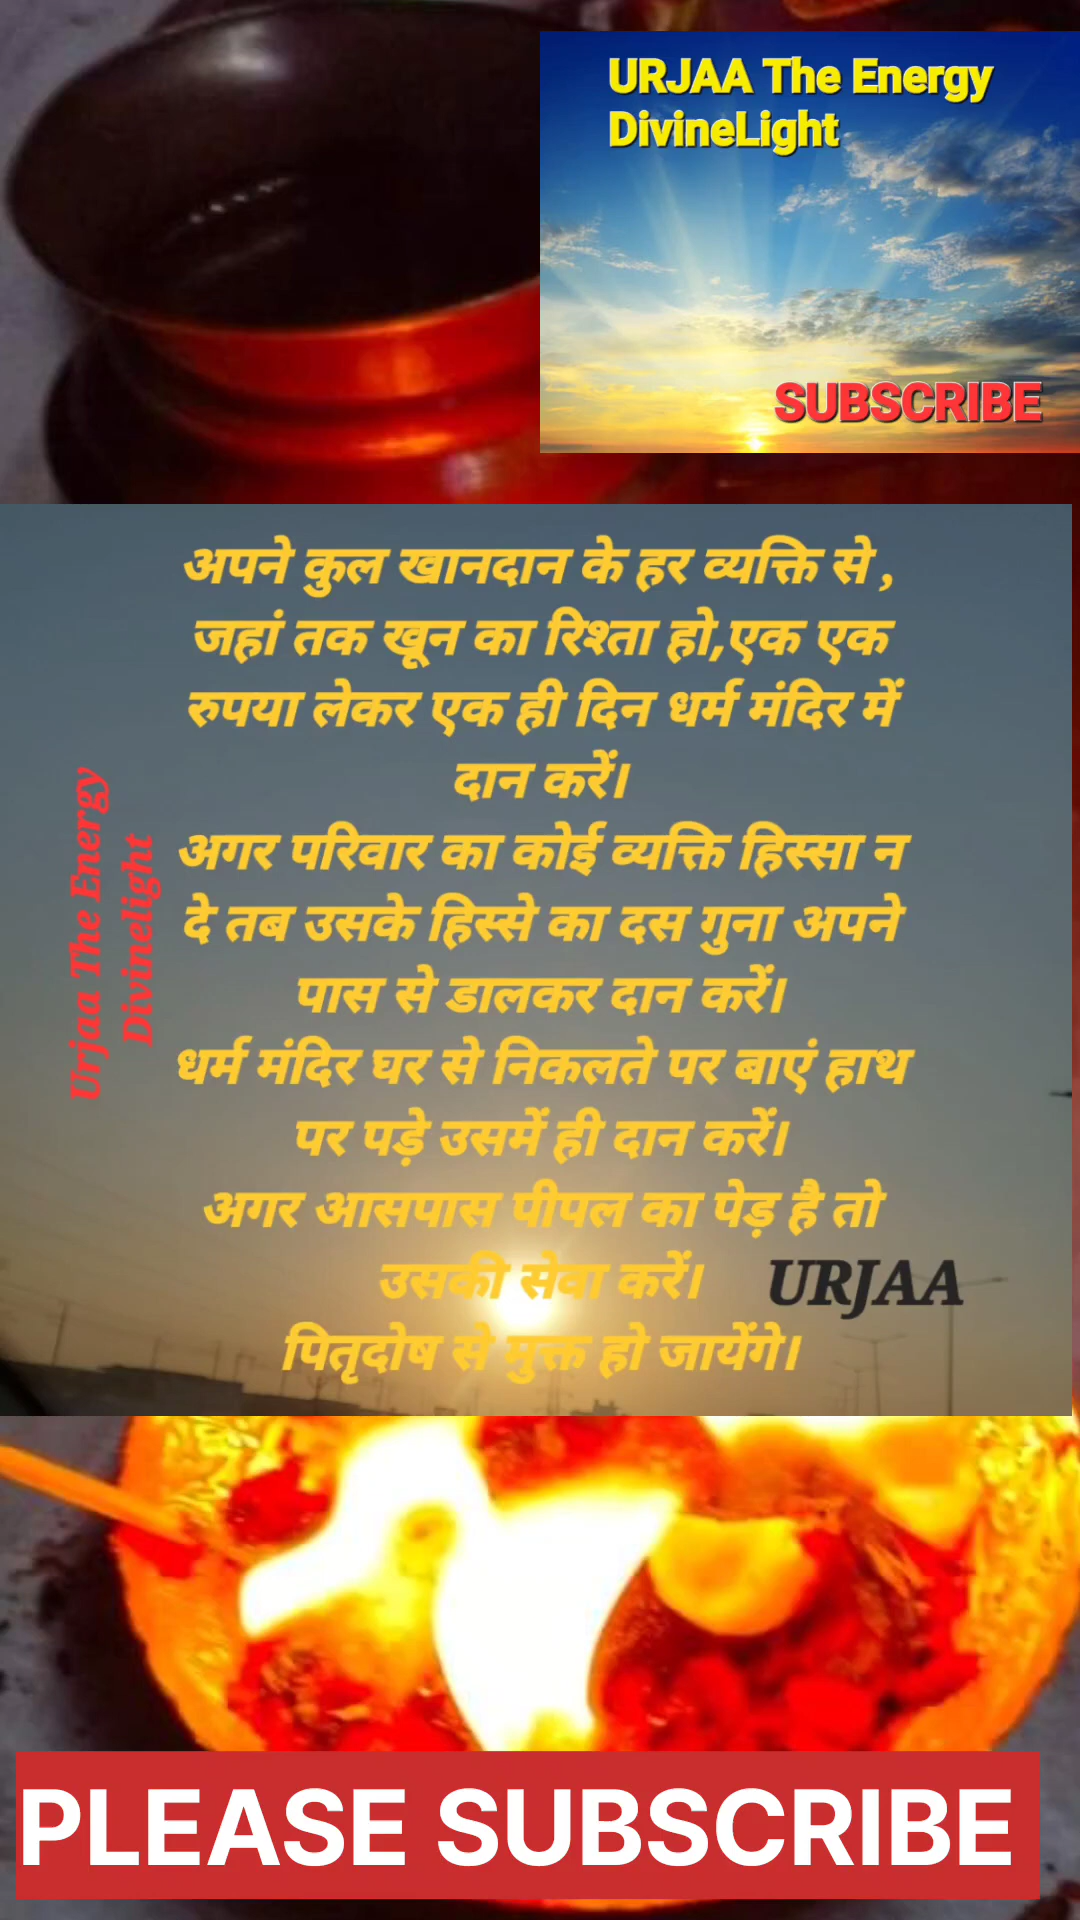 URJAA The Energy
DivineLight
SUBSCRIBE
अपने कुल खानदान के हर व्यक्ति से ,
जहां तक खून का रिश्ता हो,एक एक
रुपया लेकर एक ही दिन धर्म मंदिर में
दान करें।
अगर परिवार का कोई व्यक्ति हिस्सा न
दे तब उसके हिस्से का दस गुना अपने
पास से डालकर दान करें।
धर्म मंदिर घर से निकलते पर बाएं हाथ
पर पड़े उसमें ही दान करें।
अगर आसपास पीपल का पेड़ है तो
उसकी सेवा करें।
पितृदोष से मुक्त हो जायेंगे।
Urjaa The Energy
Divinelight
URJAA
PLEASE SUBSCRIBE